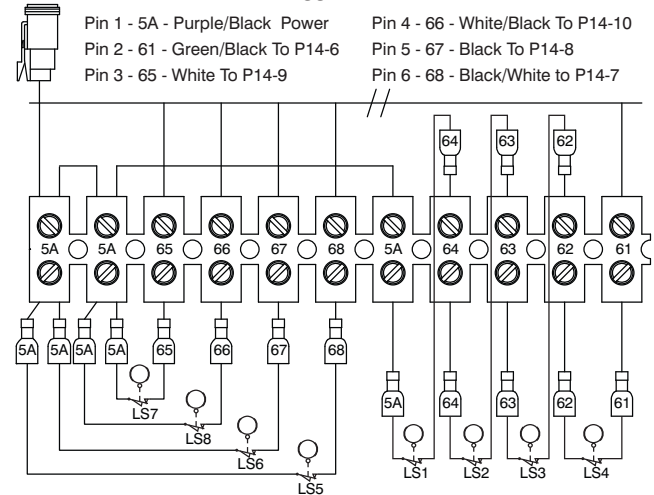 Pin 1 - 5A - Purple/Black Power
Pin 2 - 61 - Green/Black To P14-6
Pin 3 - 65 - White To P14-9
Pin 4 - 66 - White/Black To P14-10
Pin 5 - 67 - Black To P14-8
Pin 6 - 68 - Black/White to P14-7
64 63 62
5A 5A 65 66 67 68 5A 64 63 62 61
5A 5A 5A 5A 65 66 67 68
5A 64 63 62 61
LS7
LS8
LS6
LS5
LS1 LS2 LS3 LS4